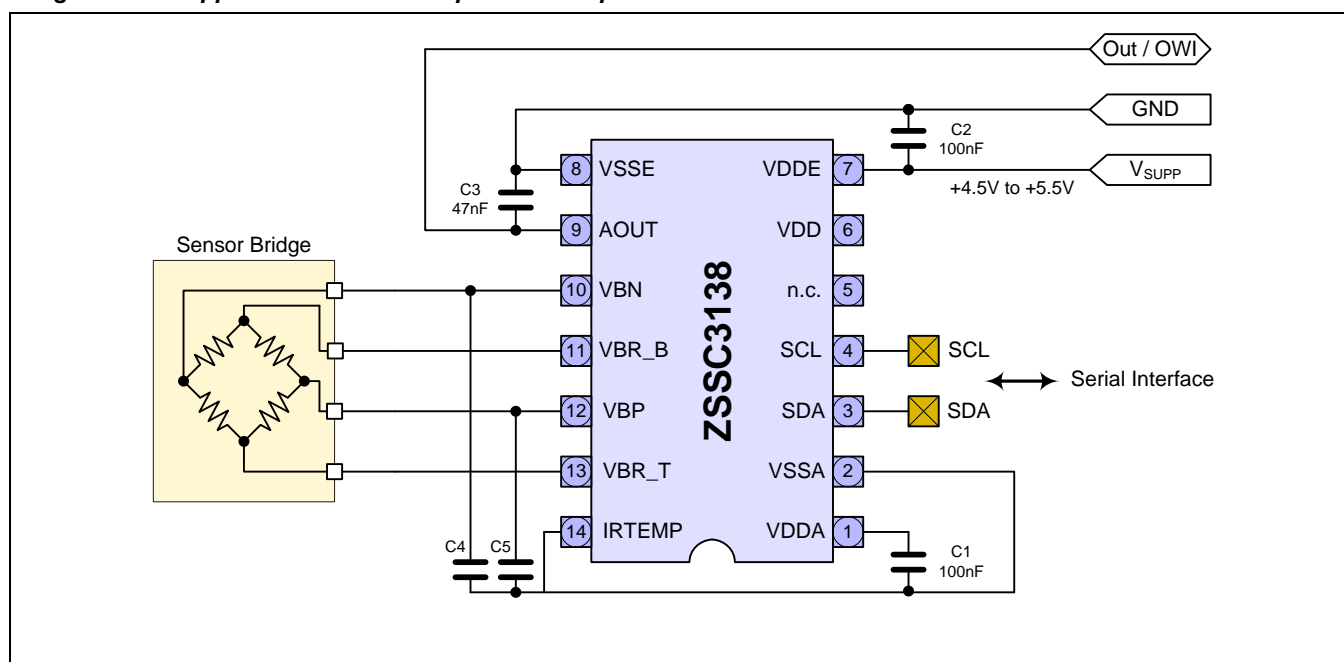 Out / OWI
GND
C2
100nF
V_SUPP
+4.5V to +5.5V
8 VSSE
VDDE 7
C3
47nF
9 AOUT
VDD 6
Sensor Bridge
10 VBN
n.c. 5
ZSSC3138
11 VBR_B
SCL 4
SCL
Serial Interface
12 VBP
SDA 3
SDA
13 VBR_T
VSSA 2
14 IRTEMP
VDDA 1
C4
C5
C1
100nF